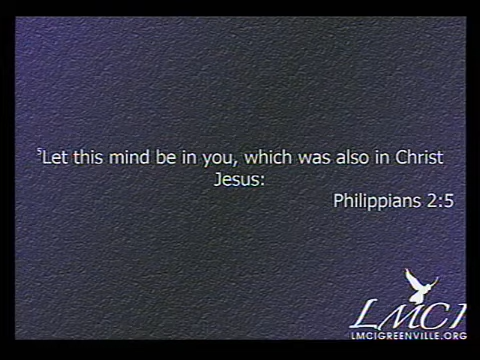 ⁵Let this mind be in you, which was also in Christ
Jesus:
Philippians 2:5
LMCI
LMCIGREENVILLE.ORG